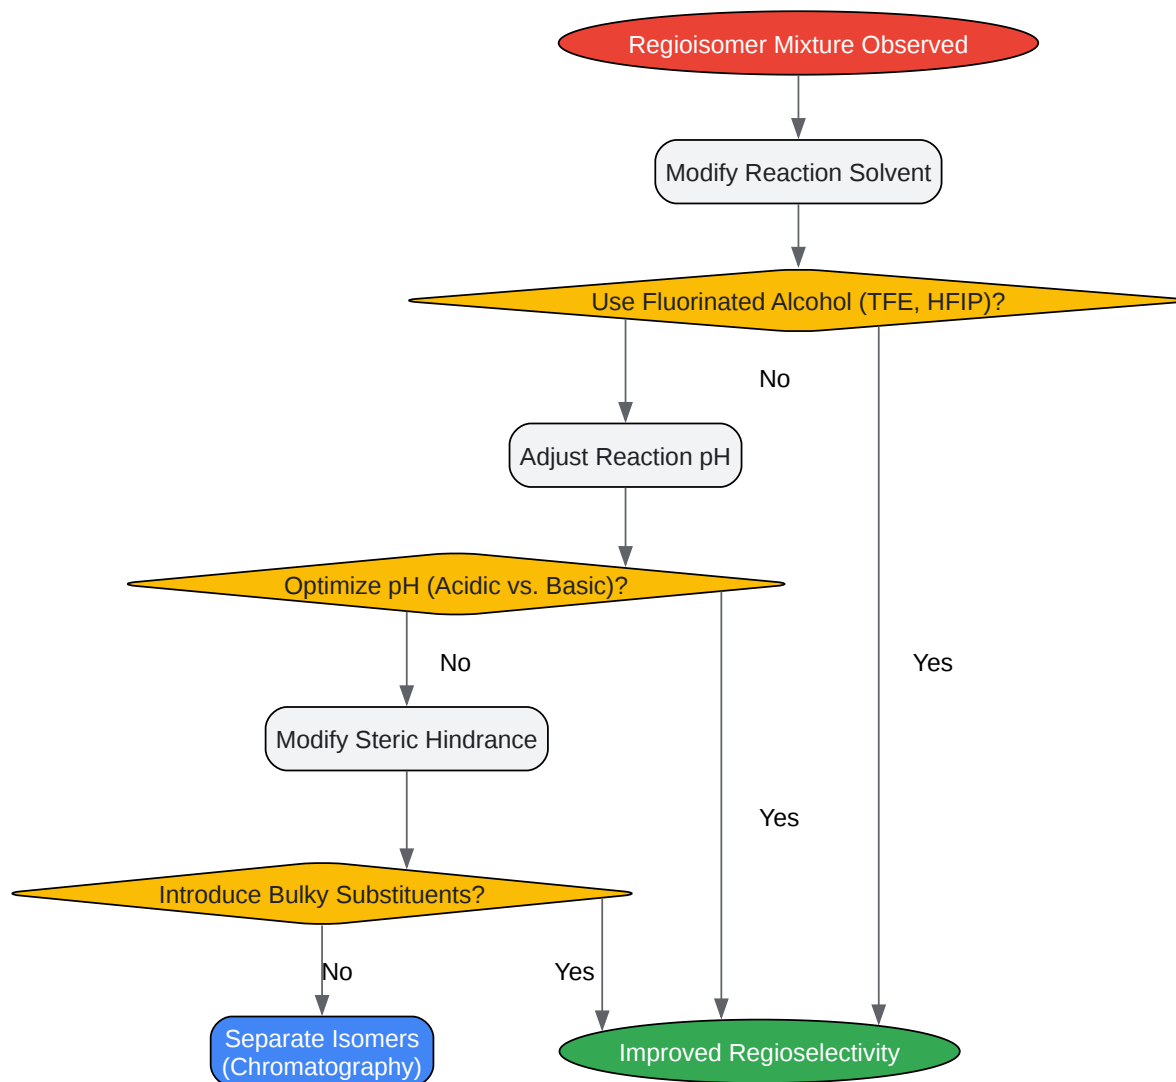 Regioisomer Mixture Observed
Modify Reaction Solvent
Use Fluorinated Alcohol (TFE, HFIP)?
No
Adjust Reaction pH
Optimize pH (Acidic vs. Basic)?
No
Yes
Modify Steric Hindrance
Yes
Introduce Bulky Substituents?
No
Yes
Separate Isomers
(Chromatography)
Improved Regioselectivity